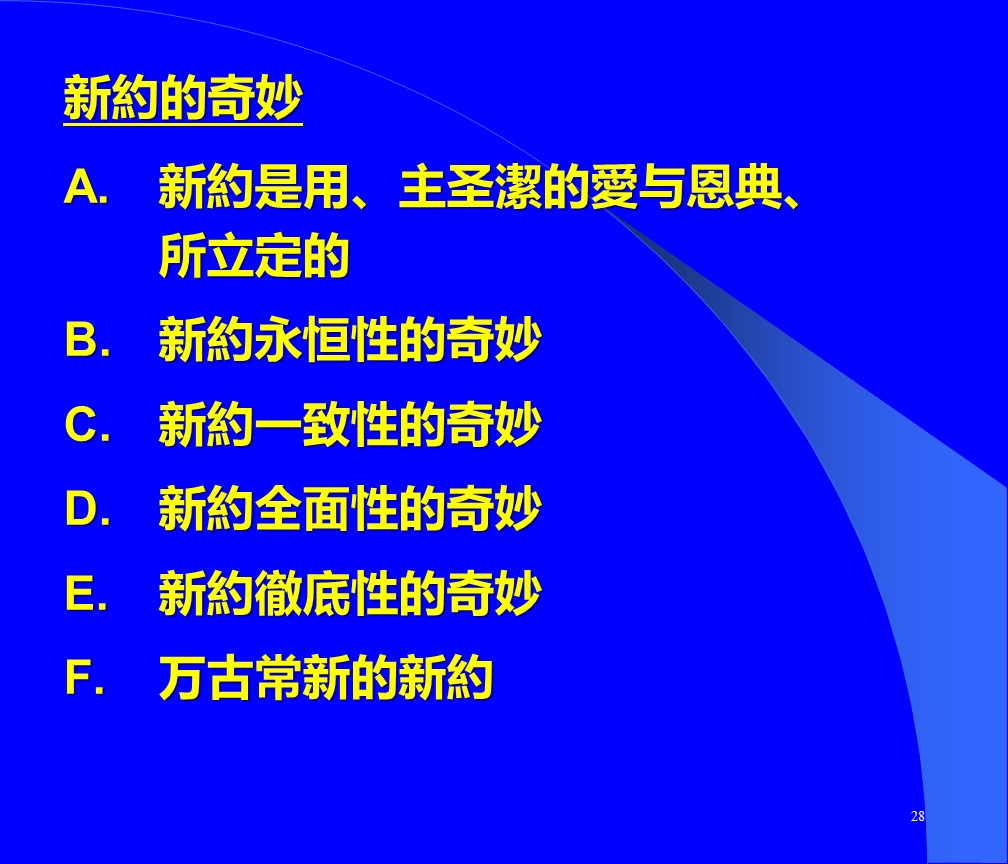 新約的奇妙
A. 新約是用、主圣潔的愛与恩典、
所立定的
B. 新約永恒性的奇妙
C. 新約一致性的奇妙
D. 新約全面性的奇妙
E. 新約徹底性的奇妙
F. 万古常新的新約
28